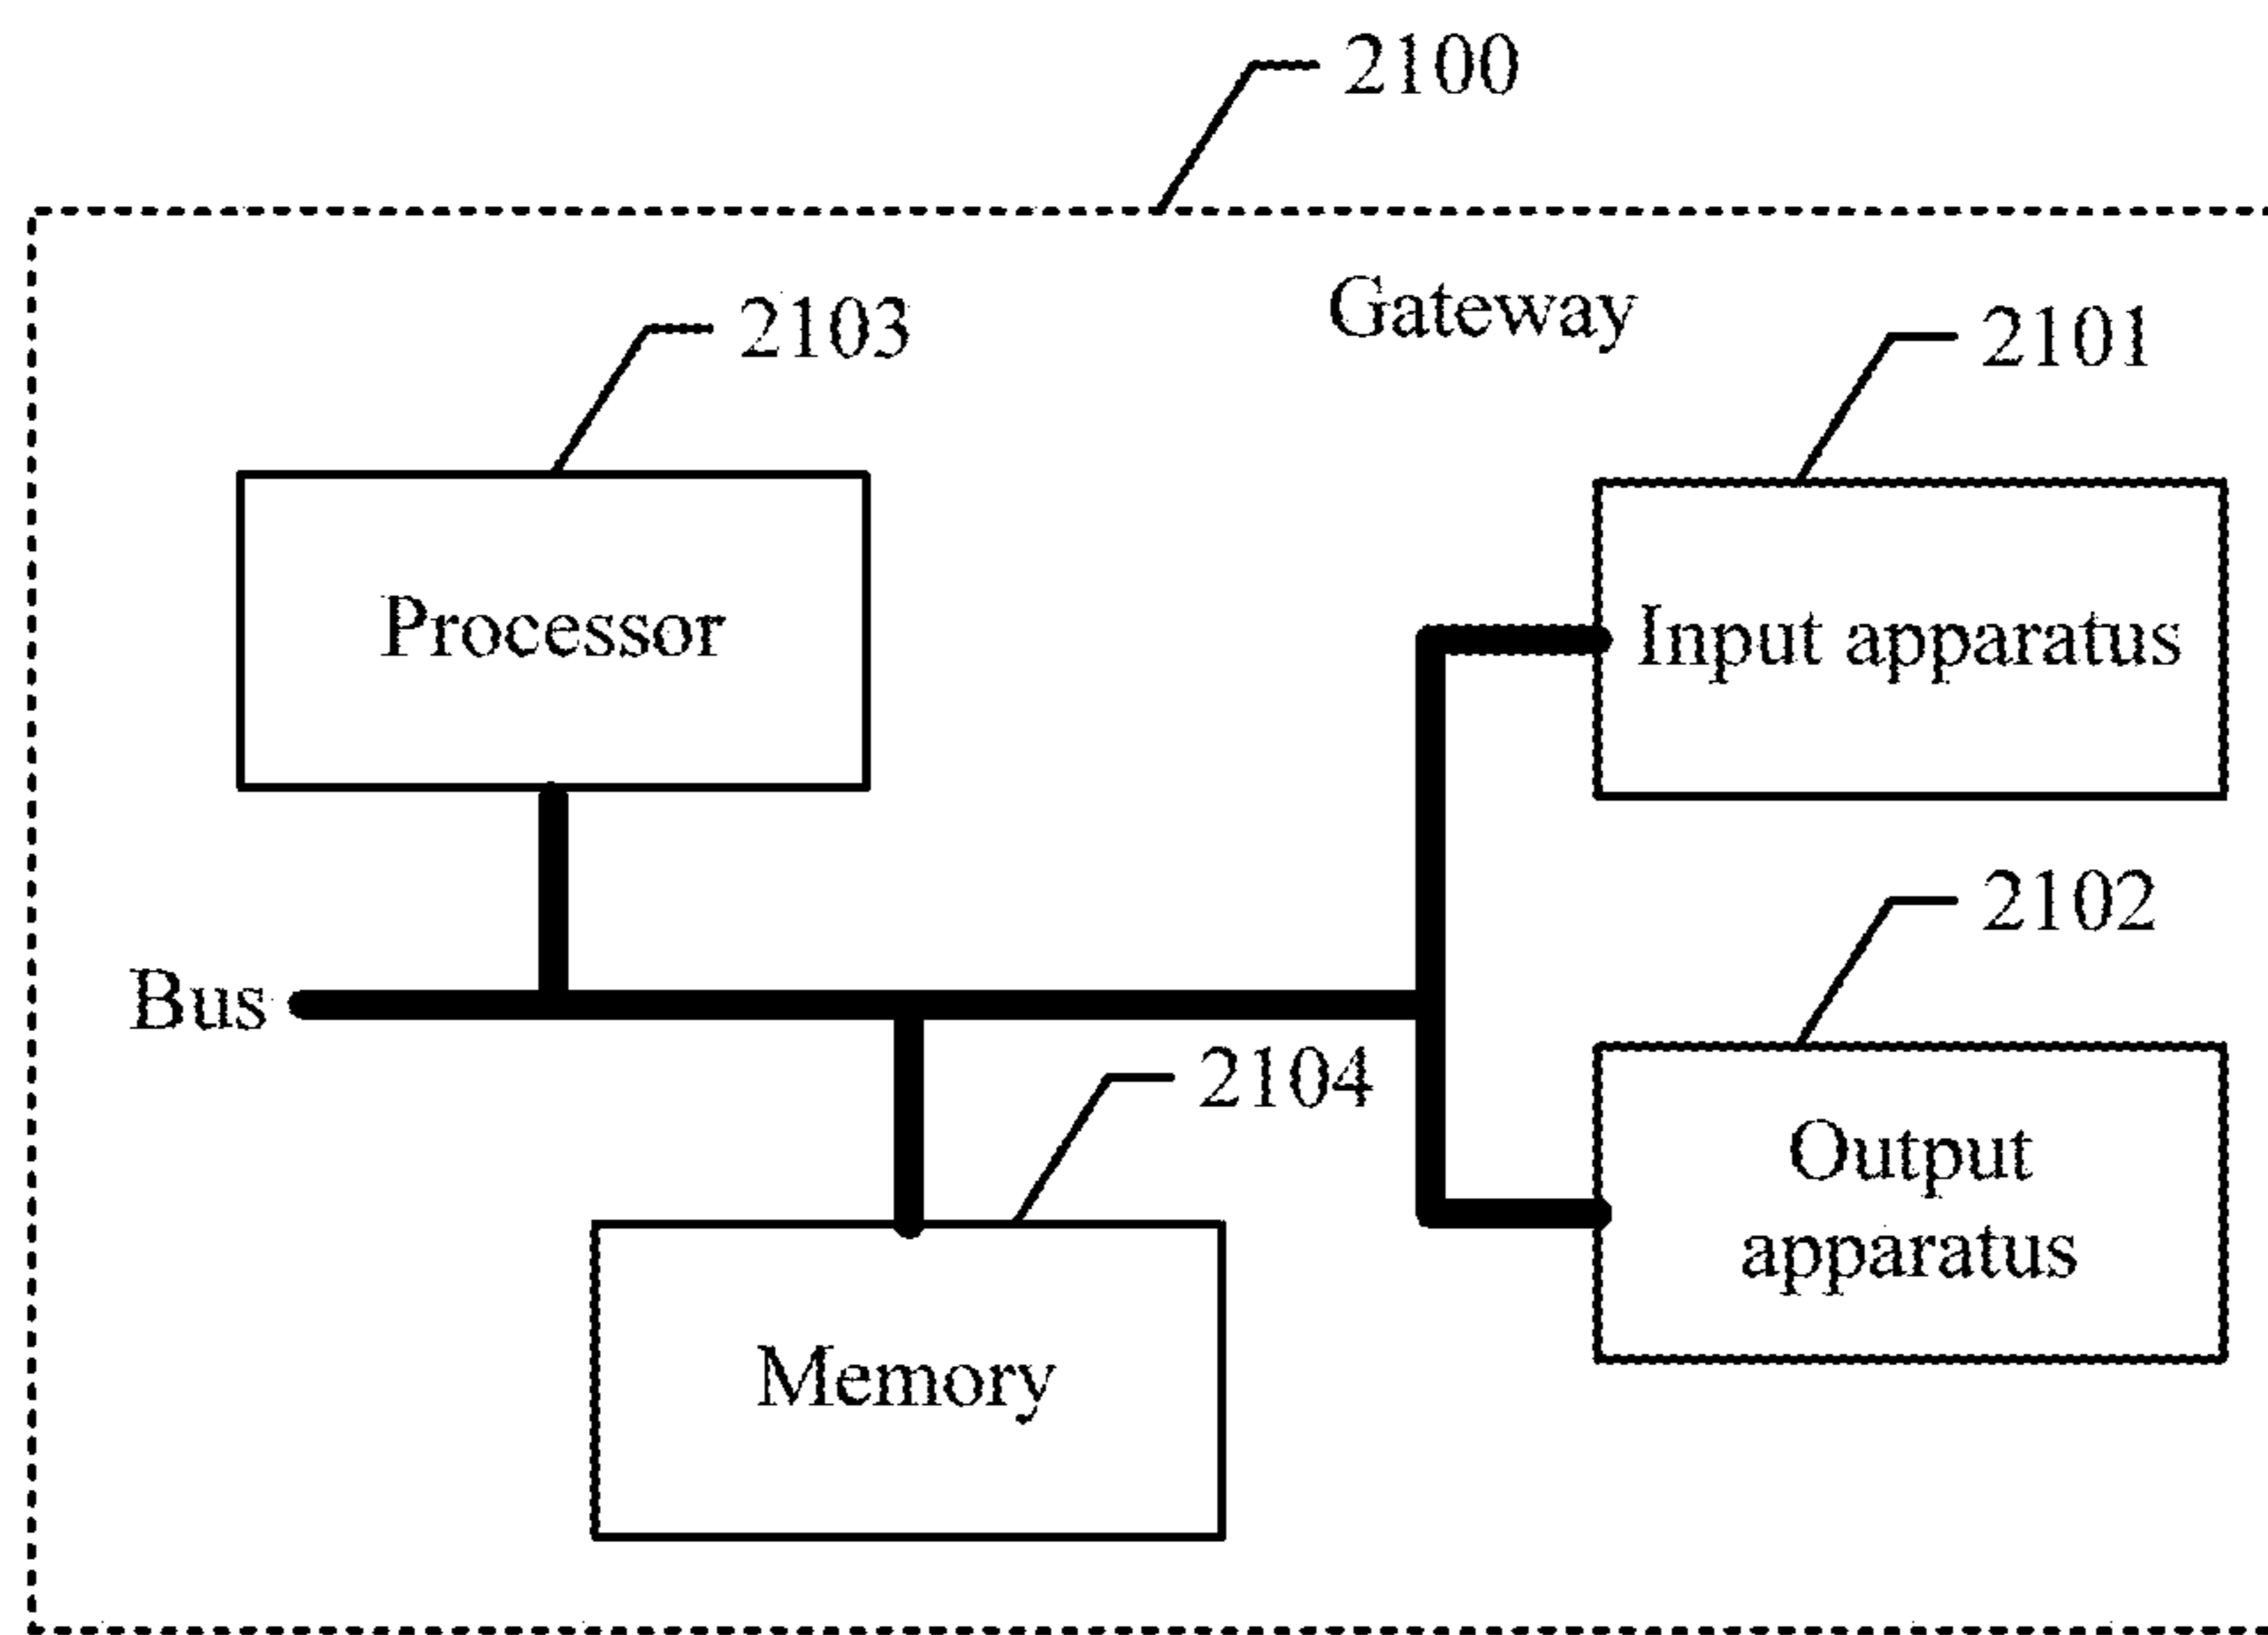 2100
Gateway
2103
2101
Processor
Input apparatus
2102
Bus
2104
Output
apparatus
Memory